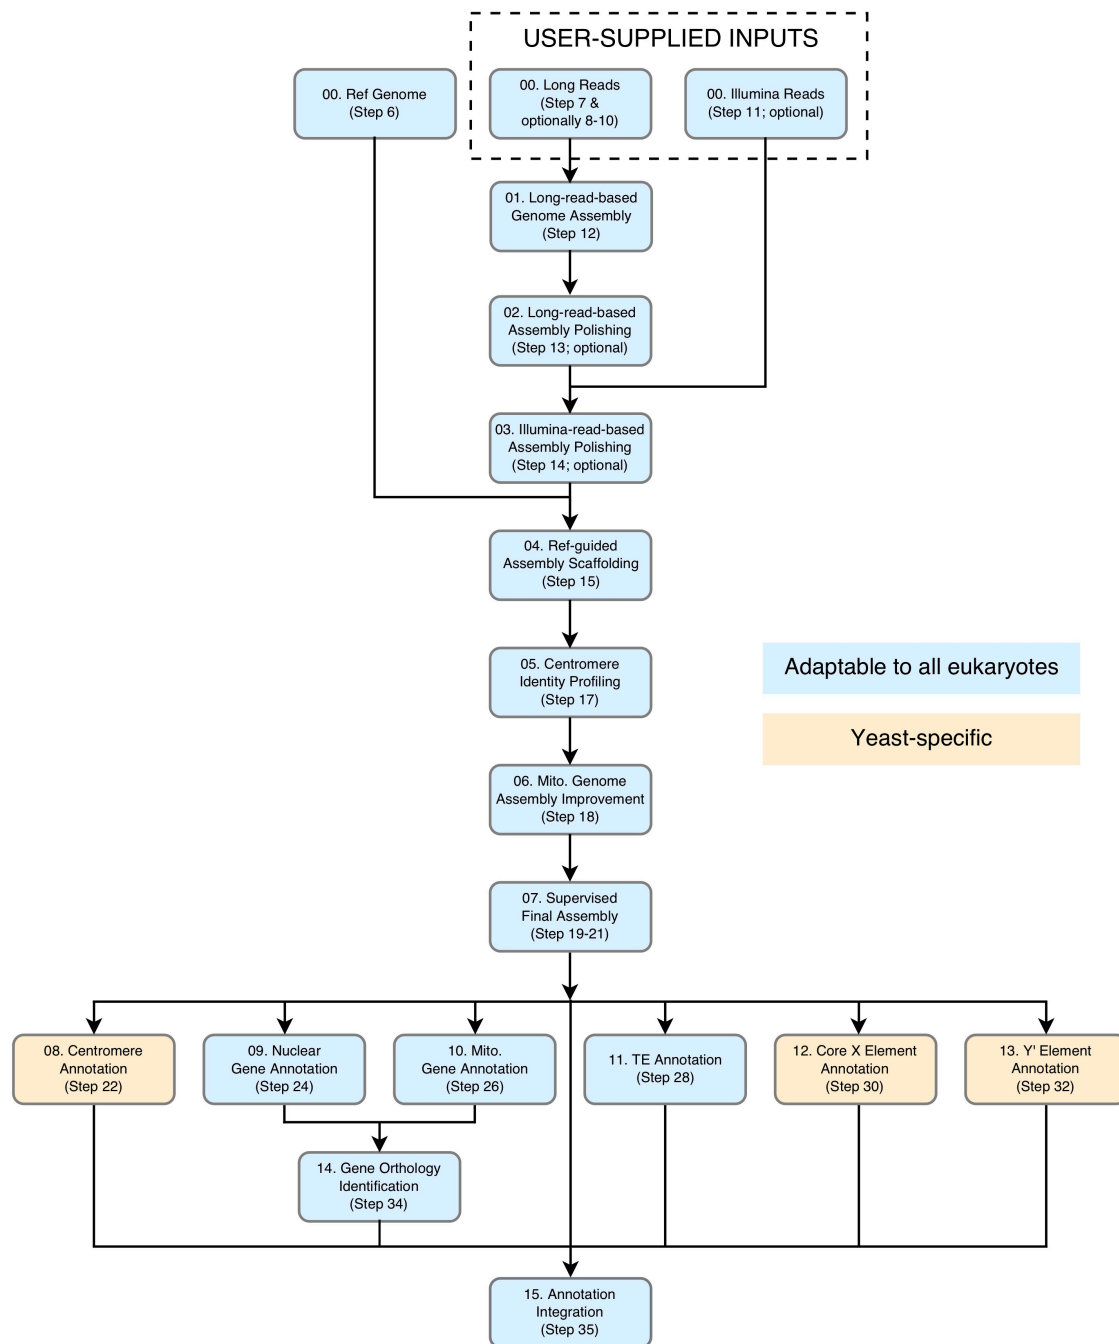 USER-SUPPLIED INPUTS
00. Ref Genome
(Step 6)
00. Long Reads
(Step 7 &
optionally 8-10)
00. Illumina Reads
(Step 11; optional)
01. Long-read-based
Genome Assembly
(Step 12)
02. Long-read-based
Assembly Polishing
(Step 13; optional)
03. Illumina-read-based
Assembly Polishing
(Step 14; optional)
04. Ref-guided
Assembly Scaffolding
(Step 15)
05. Centromere
Identity Profiling
(Step 17)
Adaptable to all eukaryotes
Yeast-specific
06. Mito. Genome
Assembly Improvement
(Step 18)
07. Supervised
Final Assembly
(Step 19-21)
08. Centromere
Annotation
(Step 22)
09. Nuclear
Gene Annotation
(Step 24)
10. Mito.
Gene Annotation
(Step 26)
11. TE Annotation
(Step 28)
12. Core X Element
Annotation
(Step 30)
13. Y' Element
Annotation
(Step 32)
14. Gene Orthology
Identification
(Step 34)
15. Annotation
Integration
(Step 35)